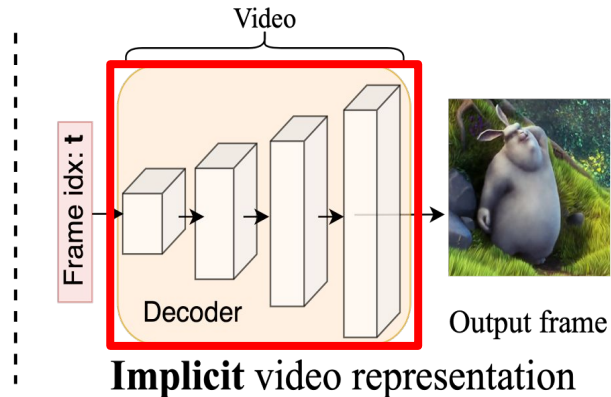 Video
Frame idx: t
Decoder
Output frame
Implicit video representation